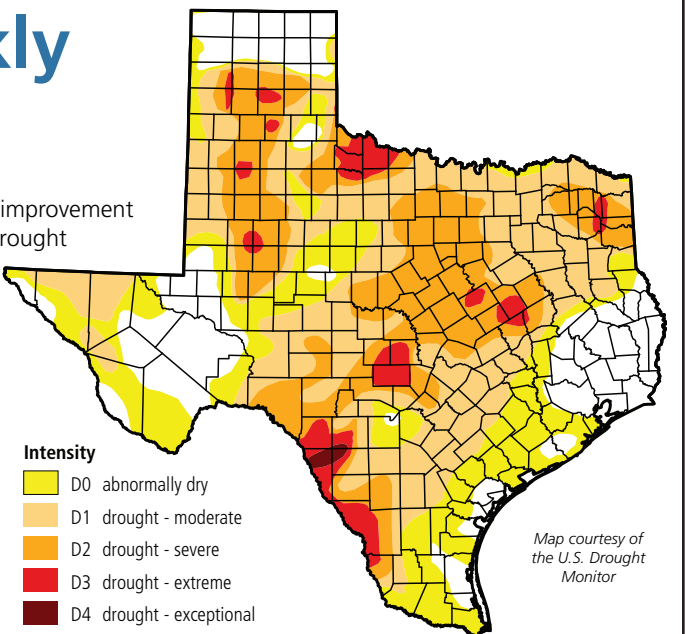 kly
improvement
rought
Intensity
D0 abnormally dry
D1 drought - moderate
D2 drought - severe
D3 drought - extreme
D4 drought - exceptional
Map courtesy of
the U.S. Drought
Monitor